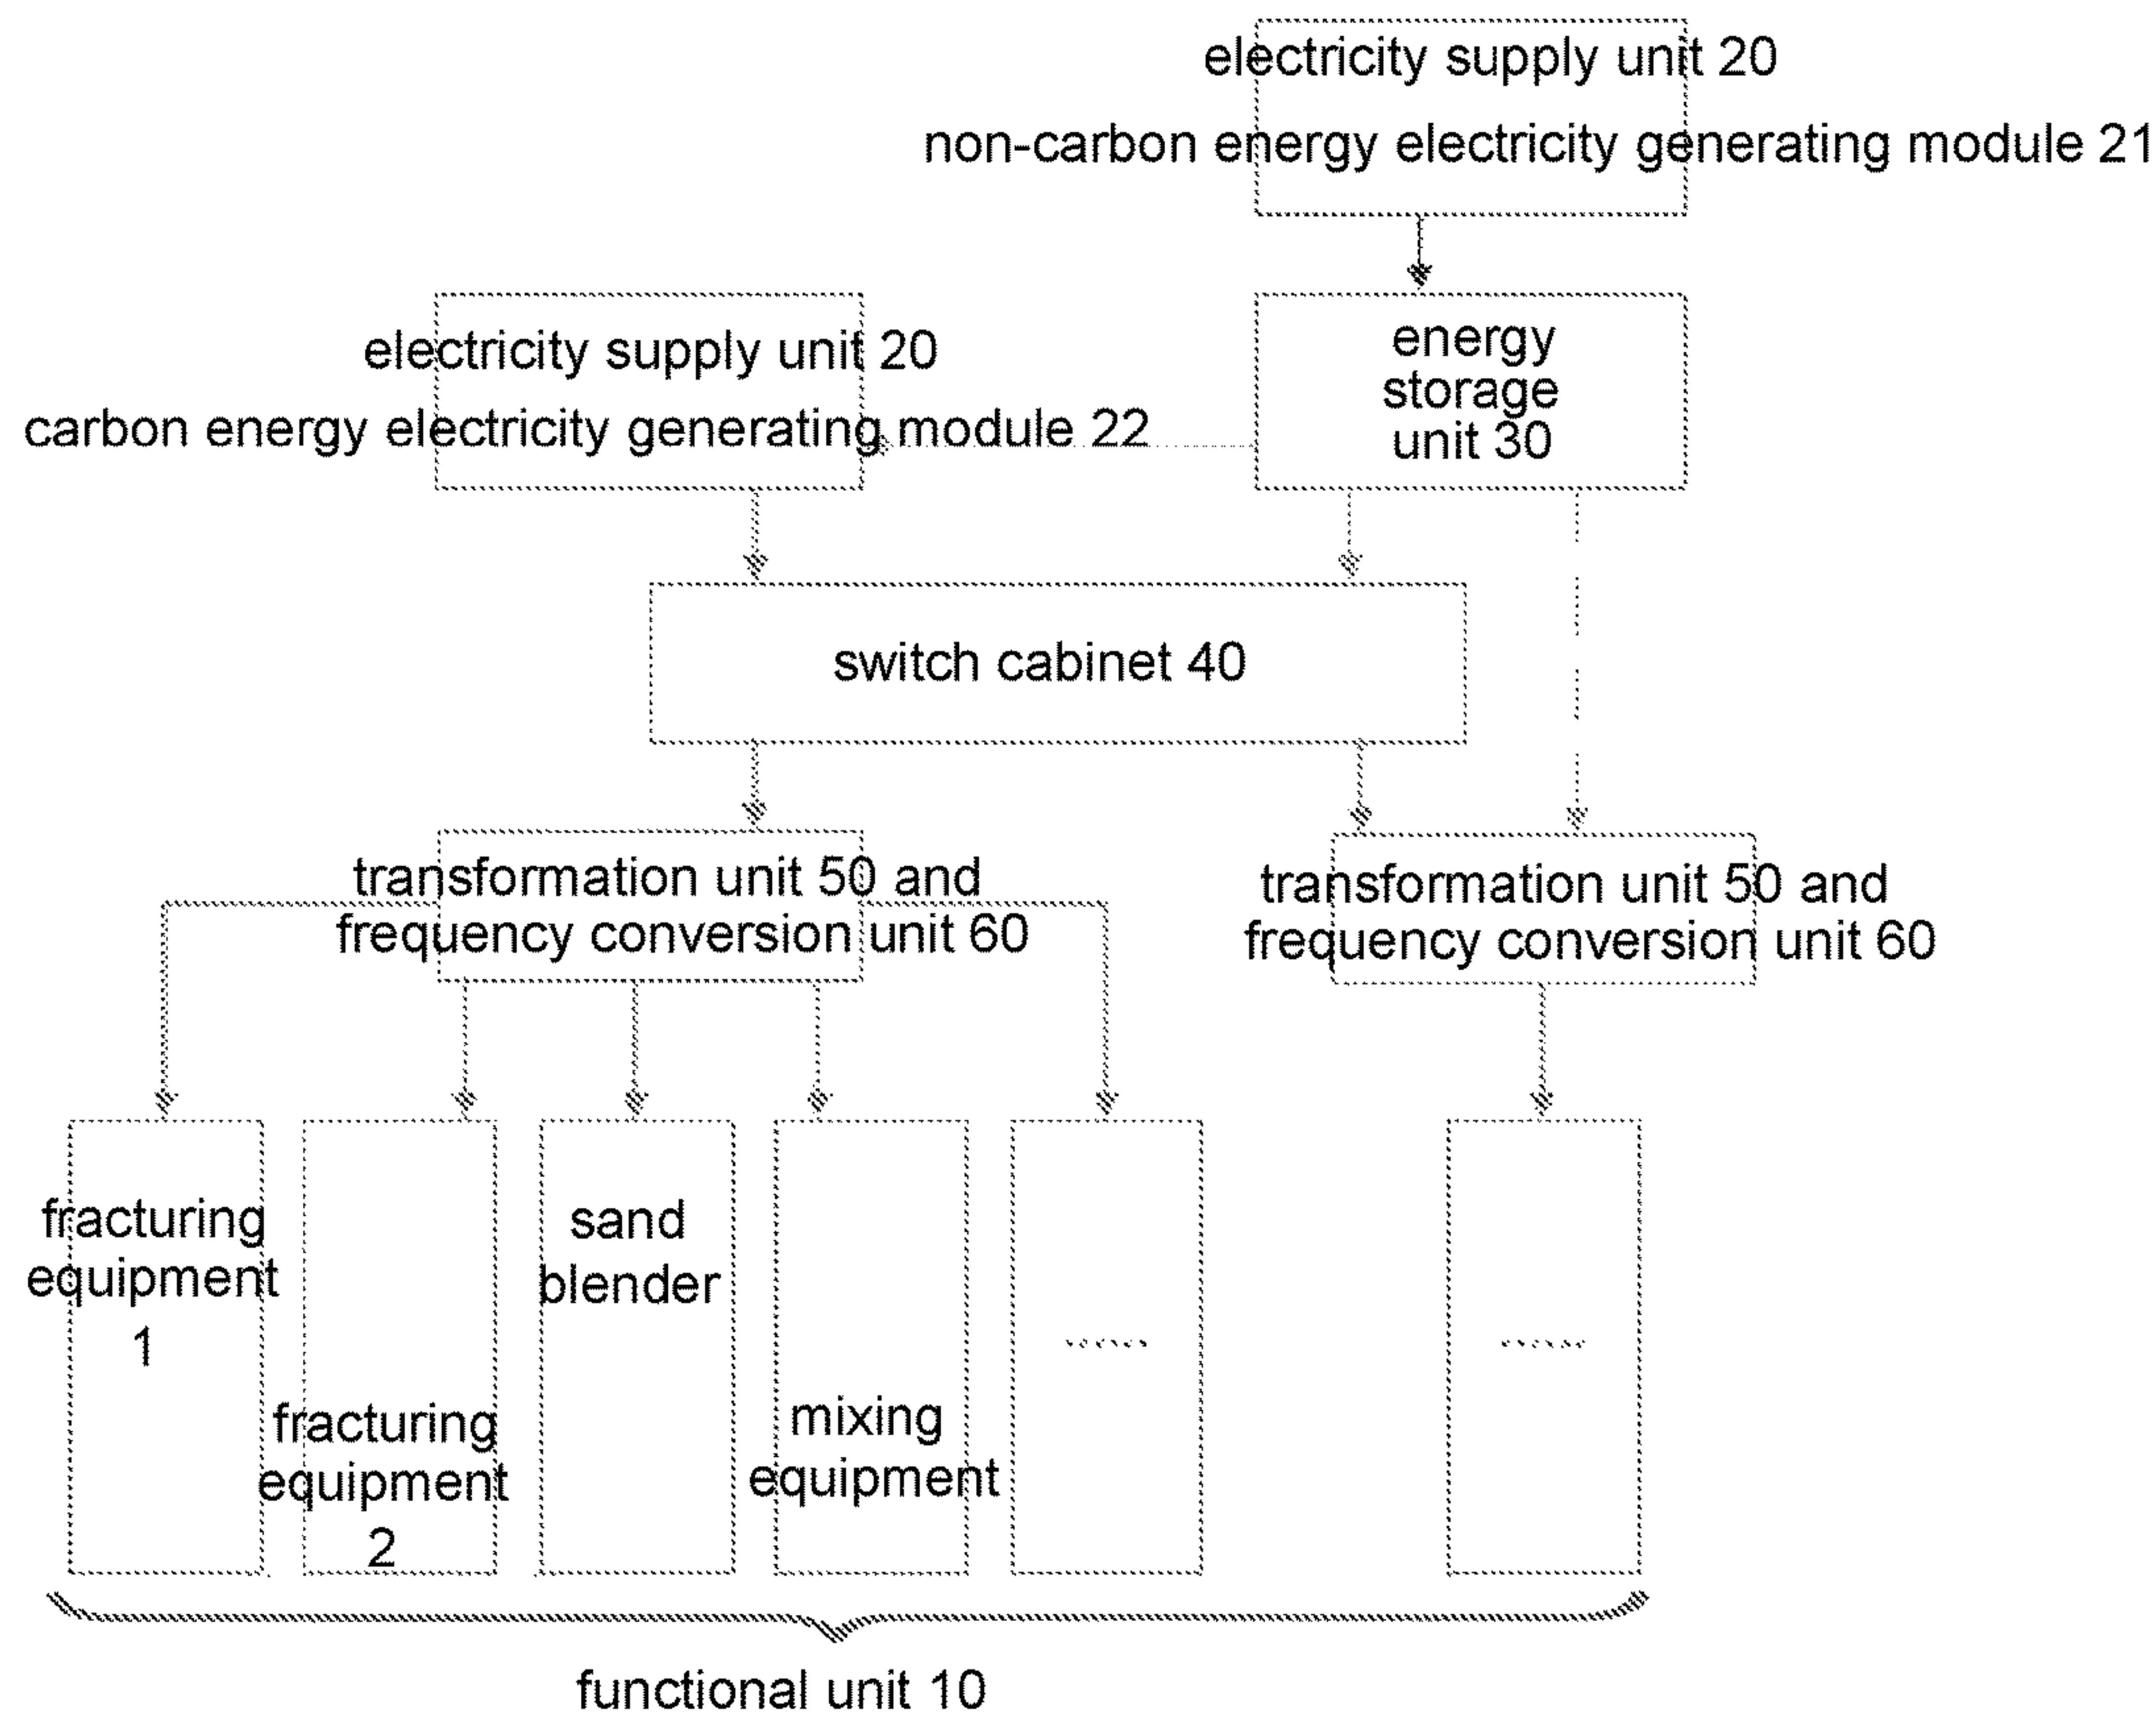 electricity supply unit 20
non-carbon energy electricity generating module 21
electricity supply unit 20
carbon energy electricity generating module 22
energy
storage
unit 30
switch cabinet 40
transformation unit 50 and
frequency conversion unit 60
transformation unit 50 and
frequency conversion unit 60
fracturing
equipment
1
fracturing
equipment
2
sand
blender
mixing
equipment
functional unit 10